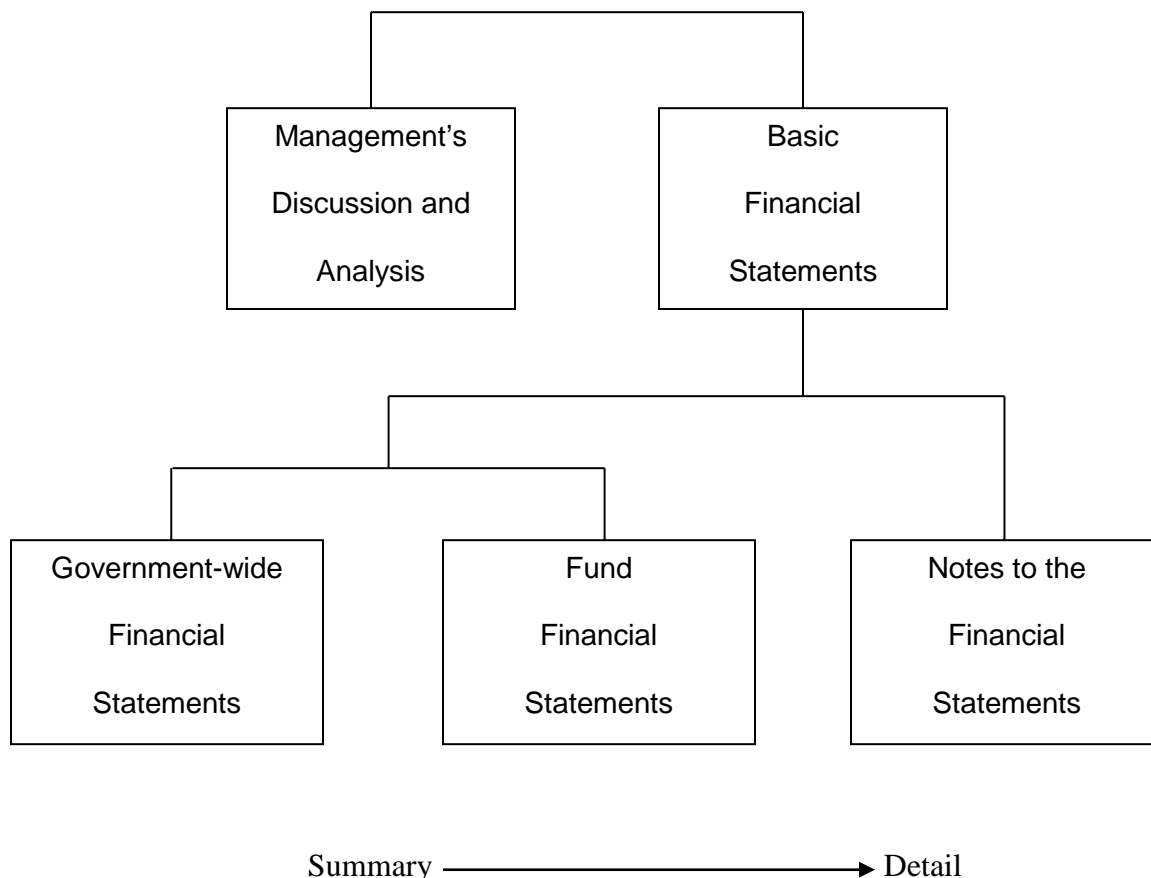 Management’s
Discussion and
Analysis
Basic
Financial
Statements
Government-wide
Financial
Statements
Fund
Financial
Statements
Notes to the
Financial
Statements
Summary
Detail